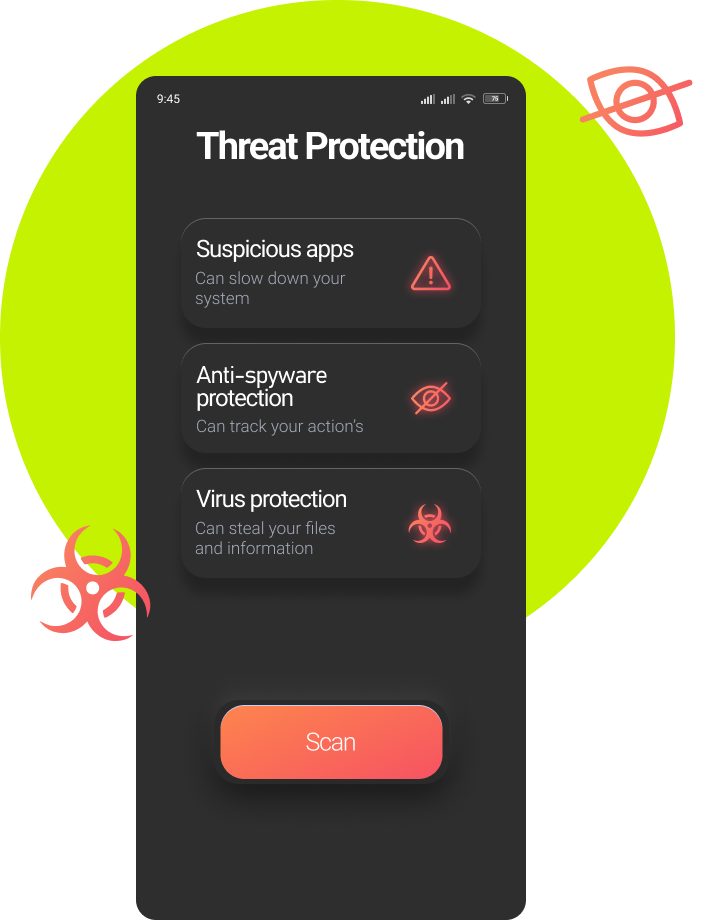 9:45
75
Threat Protection
Suspicious apps
Can slow down your
system
Anti-spyware
protection
Can track your action's
Virus protection
Can steal your files
and information
Scan